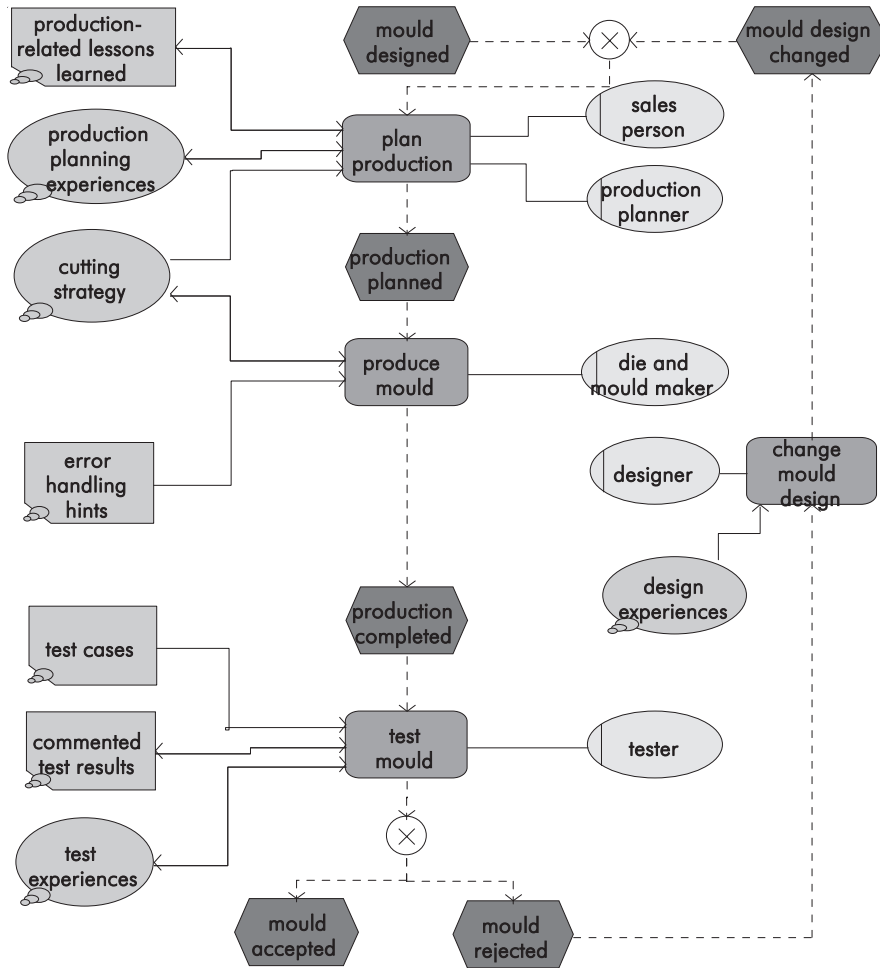 production-
related lessons
learned
mould
designed
mould design
changed
production
planning
experiences
plan
production
sales
person
production
planner
cutting
strategy
production
planned
produce
mould
die and
mould maker
error
handling
hints
designer
change
mould
design
design
experiences
production
completed
test cases
commented
test results
test
mould
tester
test
experiences
mould
accepted
mould
rejected